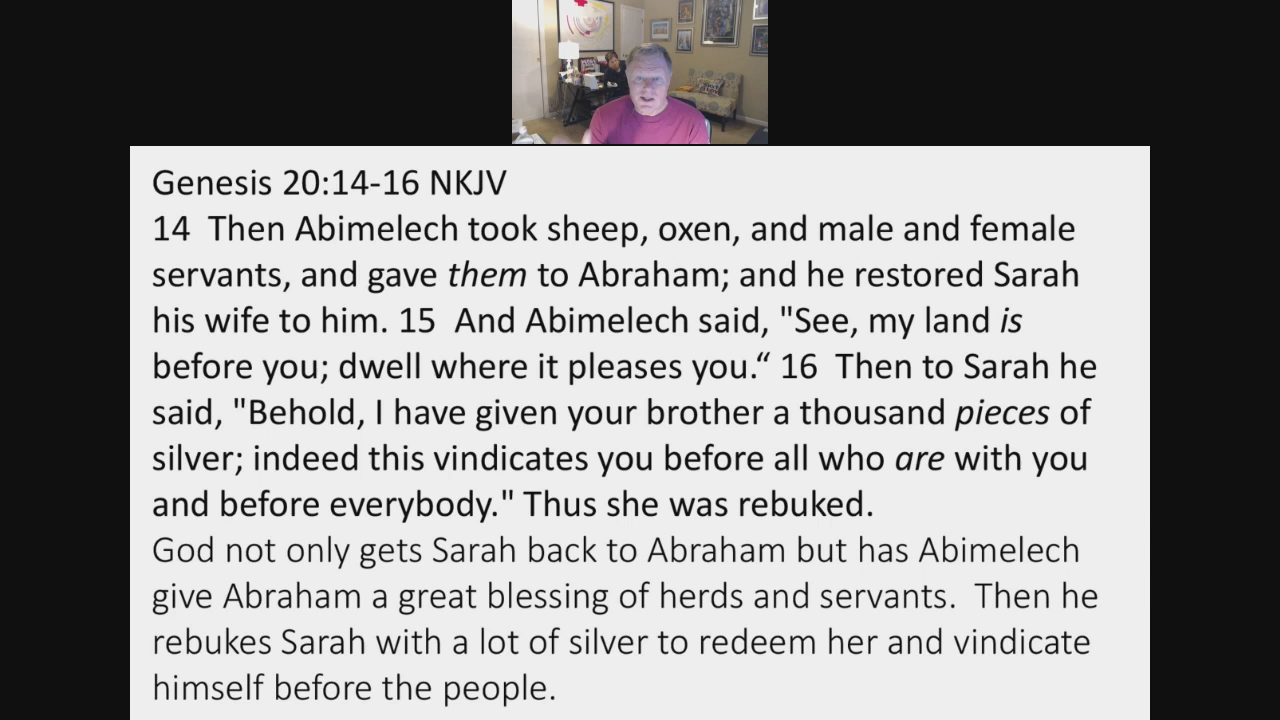 Genesis 20:14-16 NKJV
14  Then Abimelech took sheep, oxen, and male and female
servants, and gave them to Abraham; and he restored Sarah
his wife to him. 15  And Abimelech said, "See, my land is
before you; dwell where it pleases you.“ 16  Then to Sarah he
said, "Behold, I have given your brother a thousand pieces of
silver; indeed this vindicates you before all who are with you
and before everybody." Thus she was rebuked.
God not only gets Sarah back to Abraham but has Abimelech
give Abraham a great blessing of herds and servants.  Then he
rebukes Sarah with a lot of silver to redeem her and vindicate
himself before the people.